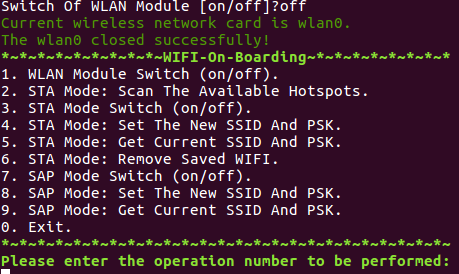 Switch Of WLAN Module [on/off]?off
Current wireless network card is wlan0.
The wlan0 closed successfully!
*~*~*~*~*~*~*~*~*~WIFI-On-Boarding~*~*~*~*~*~*~*~*
1. WLAN Module Switch (on/off).
2. STA Mode: Scan The Available Hotspots.
3. STA Mode Switch (on/off).
4. STA Mode: Set The New SSID And PSK.
5. STA Mode: Get Current SSID And PSK.
6. STA Mode: Remove Saved WIFI.
7. SAP Mode Switch (on/off).
8. SAP Mode: Set The New SSID And PSK.
9. SAP Mode: Get Current SSID And PSK.
0. Exit.
*~*~*~*~*~*~*~*~*~*~*~*~*~*~*~*~*~*~*~*~*~*~*~*~*~
Please enter the operation number to be performed: